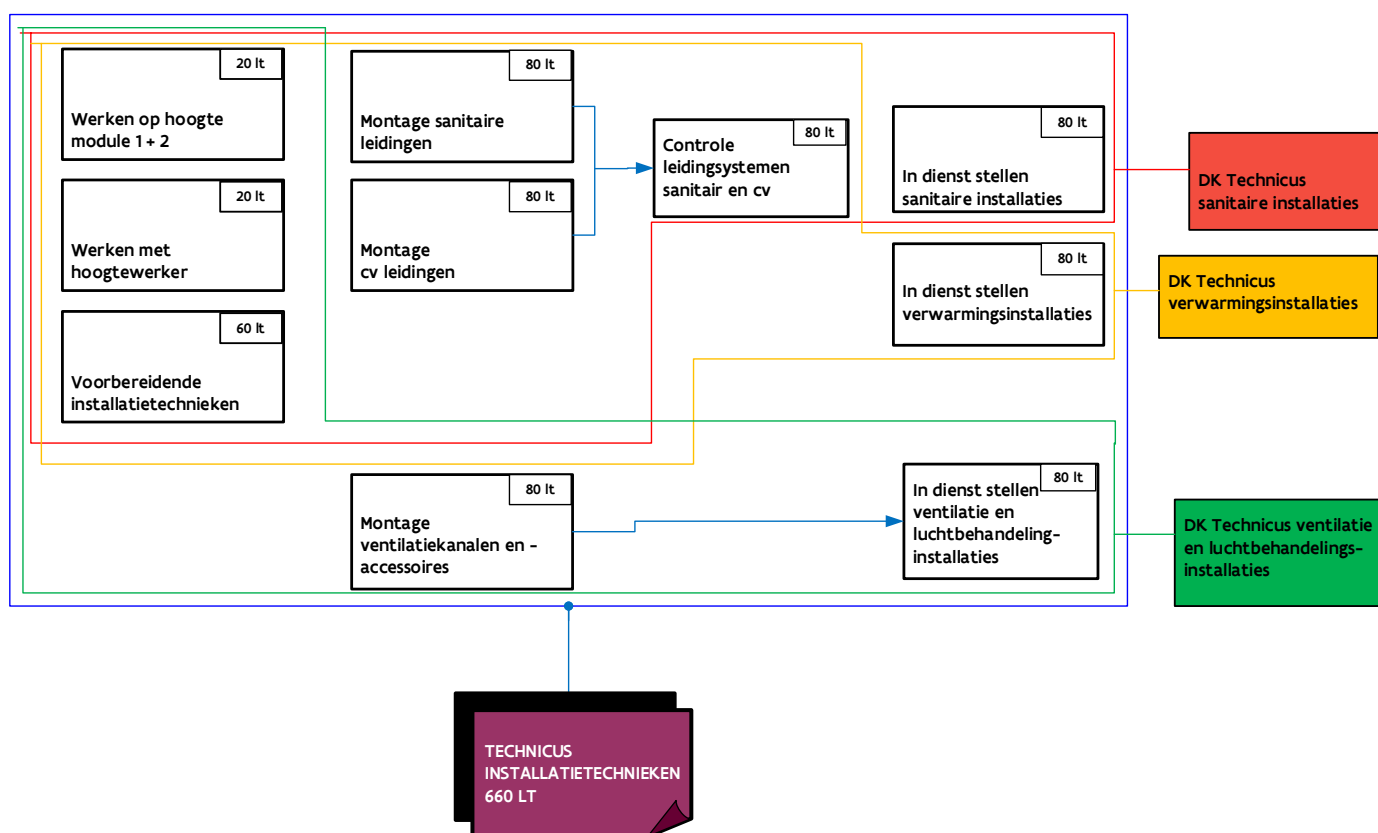 20 lt
Werken op hoogte
module 1 + 2
80 lt
Montage sanitaire
leidingen
80 lt
Controle
leidingsystemen
sanitair en cv
80 lt
In dienst stellen
sanitaire installaties
DK Technicus
sanitaire installaties
20 lt
Werken met
hoogtewerker
80 lt
Montage
cv leidingen
80 lt
In dienst stellen
verwarmingsinstallaties
DK Technicus
verwarmingsinstallaties
60 lt
Voorbereidende
installatietechnieken
80 lt
Montage
ventilatiekanalen en -
accessoires
80 lt
In dienst stellen
ventilatie en
luchtbehandeling-
installaties
DK Technicus ventilatie
en luchtbehandelings-
installaties
TECHNICUS
INSTALLATIETECHNIEKEN
660 LT